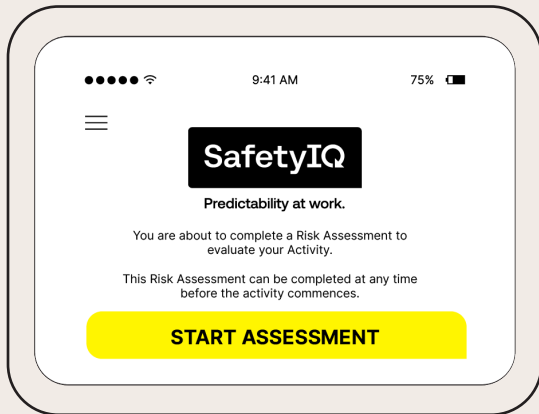 9:41 AM
75%
SafetyIQ
Predictability at work.
You are about to complete a Risk Assessment to
evaluate your Activity.
This Risk Assessment can be completed at any time
before the activity commences.
START ASSESSMENT